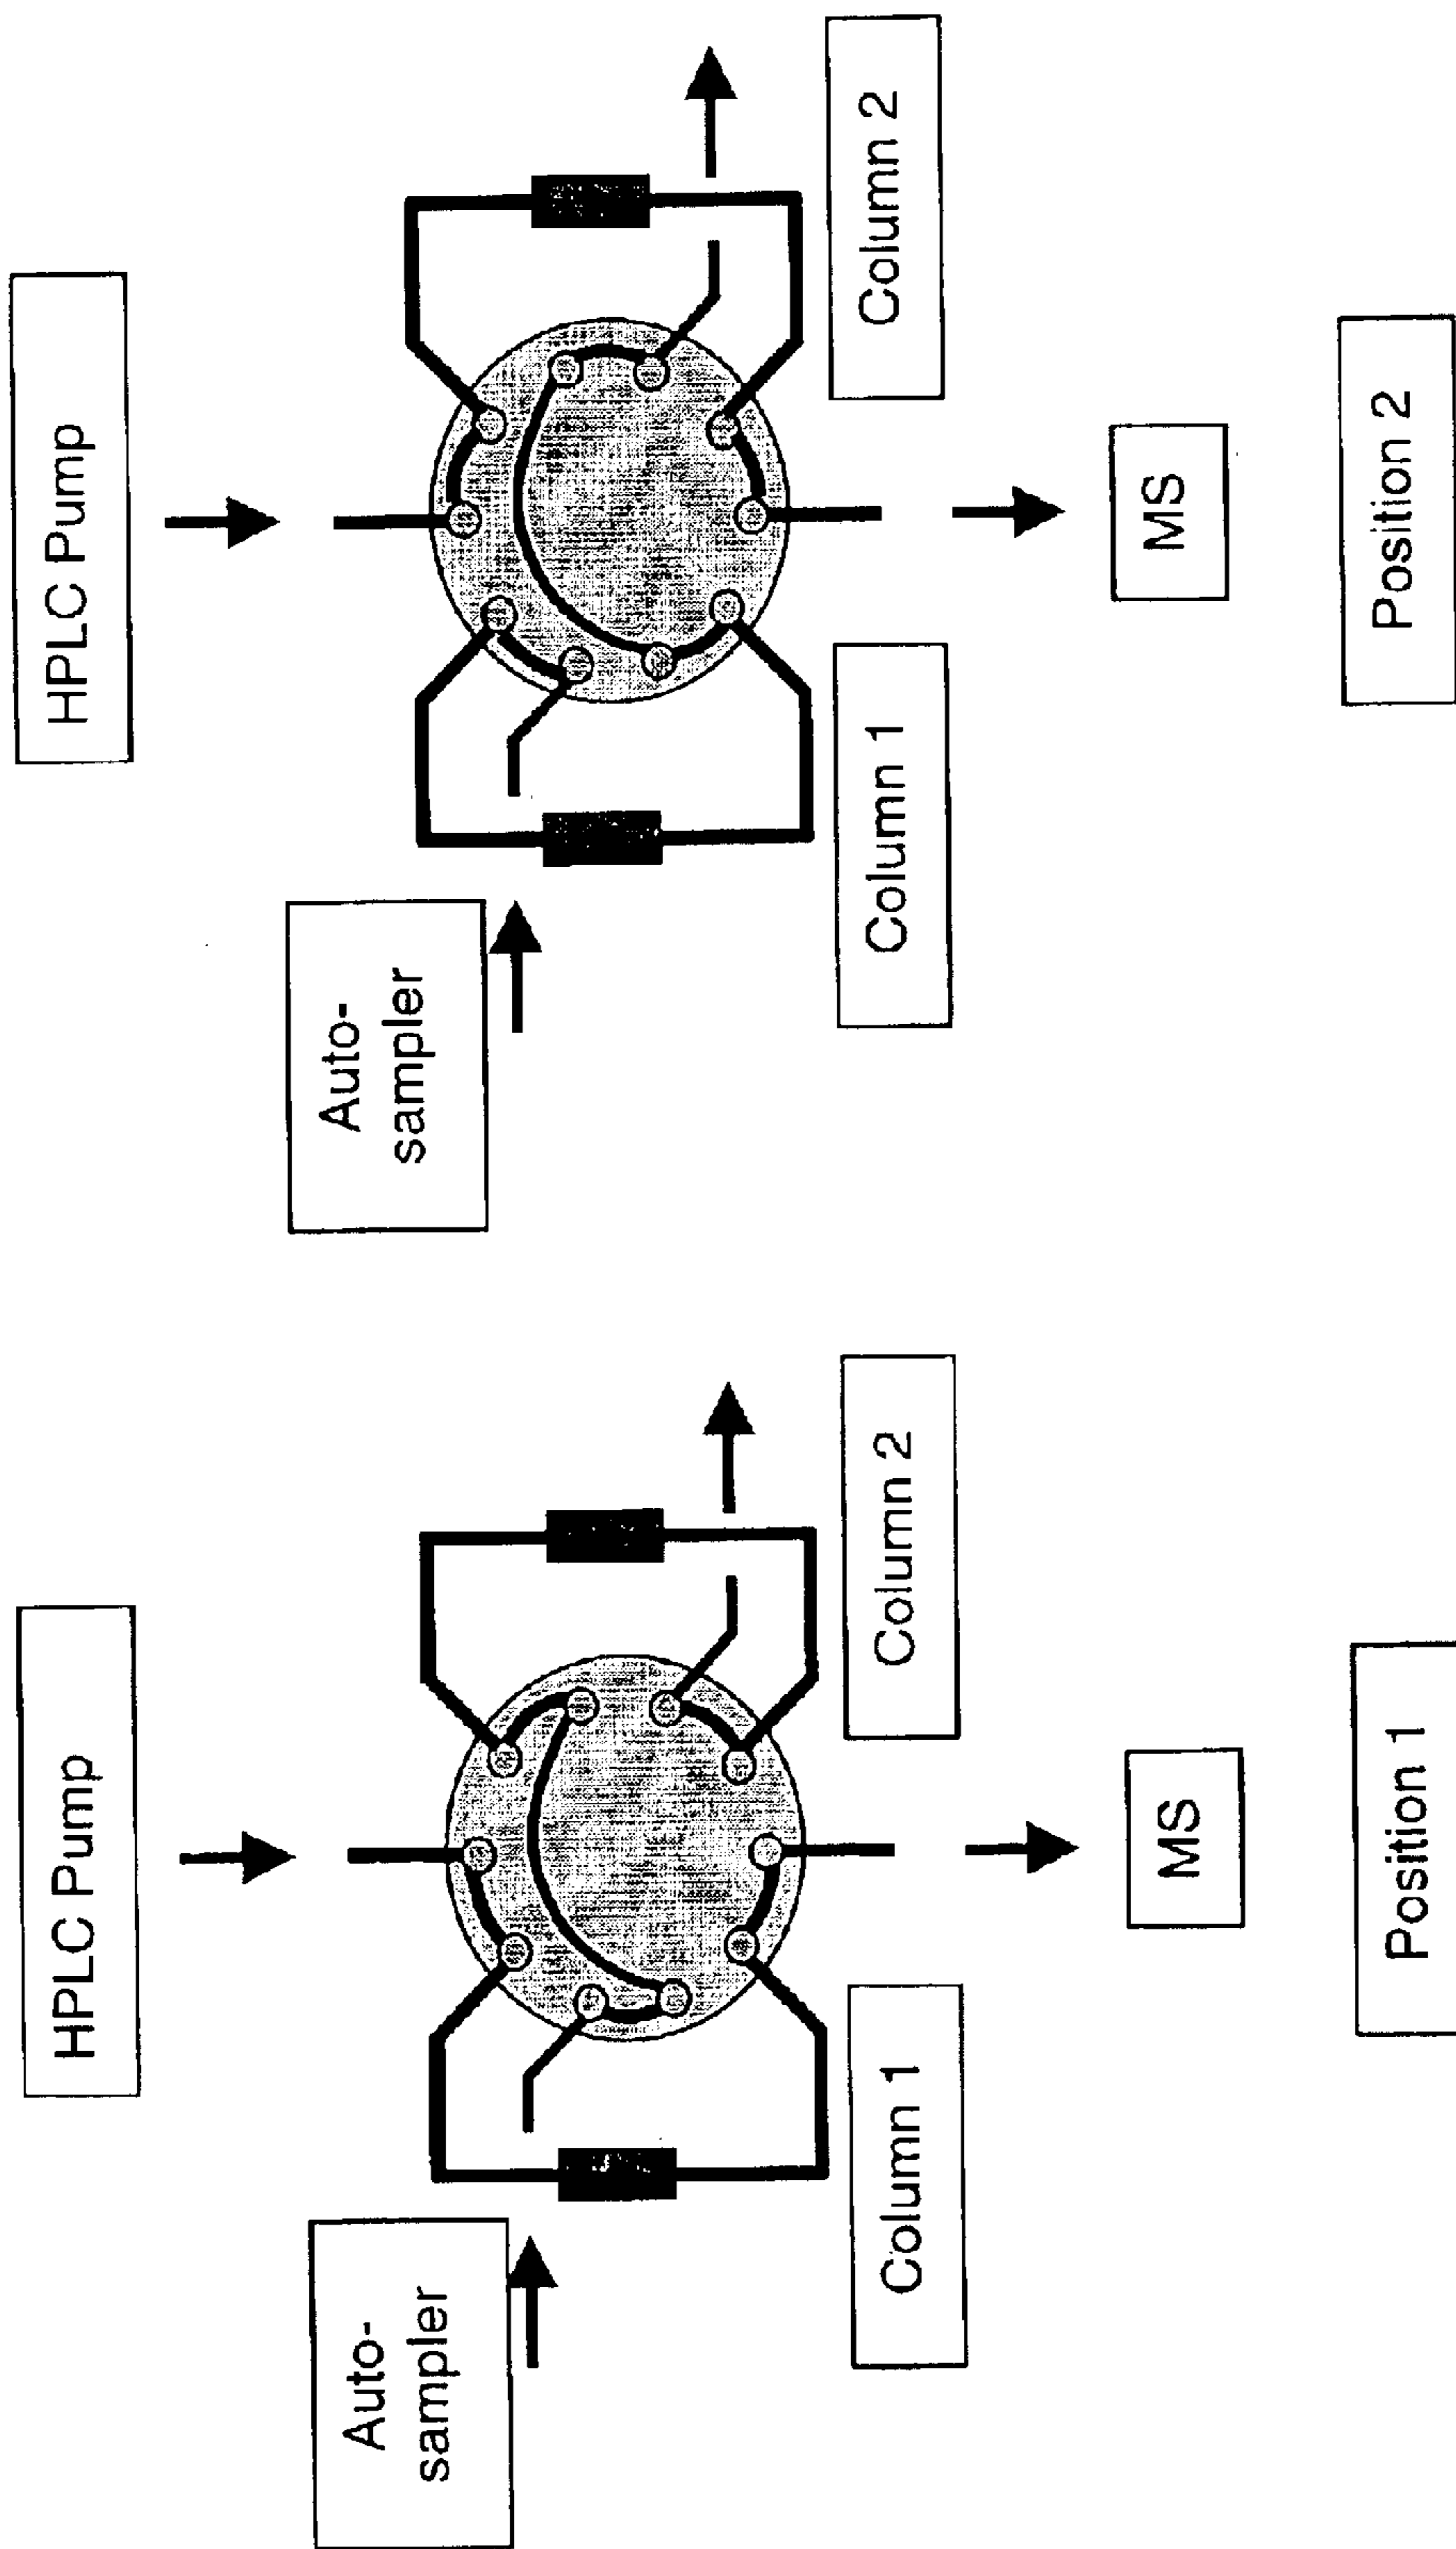 HPLC Pump
Auto-
sampler
Column 1
Column 2
MS
Position 1
HPLC Pump
Auto-
sampler
Column 1
Column 2
MS
Position 2